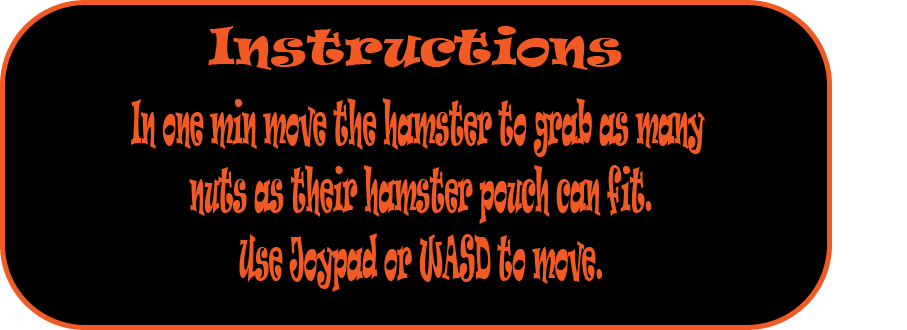 Instructions
In one min move the hamster to grab as many
nuts as their hamster pouch can fit.
Use Joypad or WASD to move.